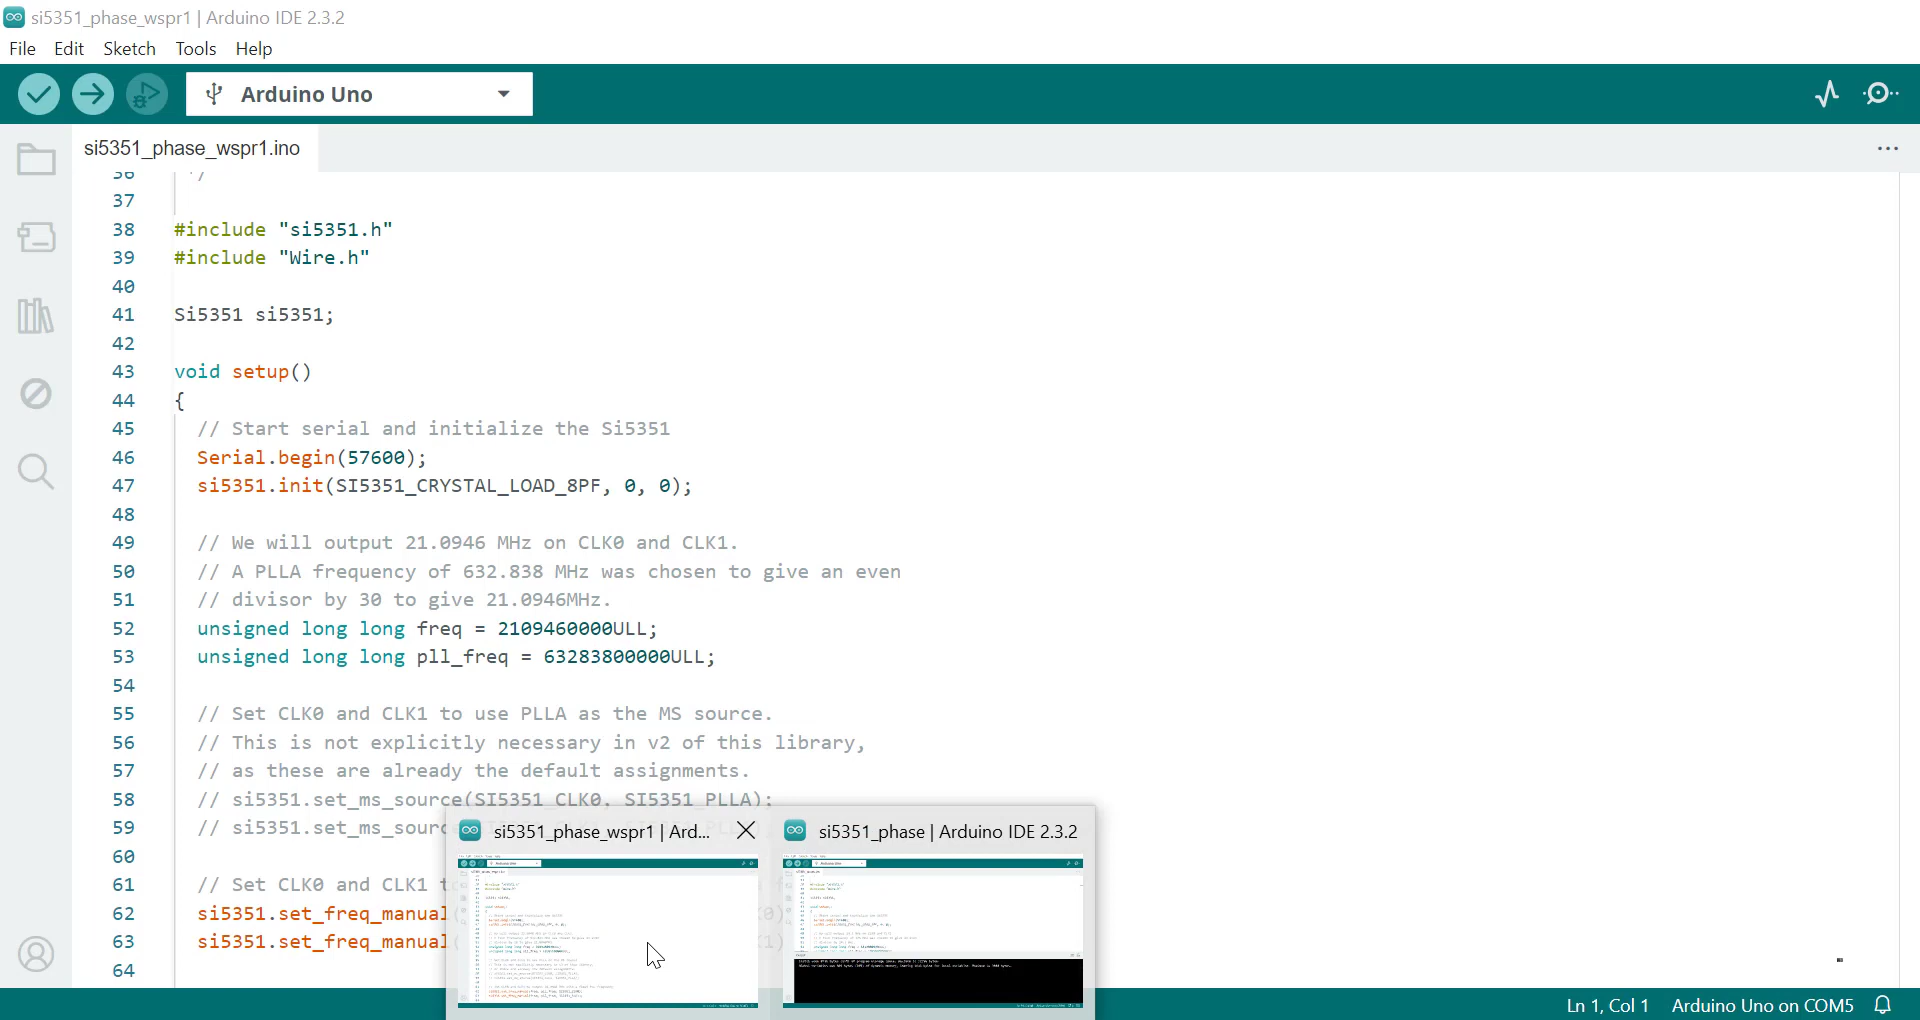 si5351_phase_wspr1 | Arduino IDE 2.3.2
File Edit Sketch Tools Help
Arduino Uno
si5351_phase_wspr1.ino
36 */
37
38 #include "si5351.h"
39 #include "Wire.h"
40
41 Si5351 si5351;
42
43 void setup()
44 {
45 // Start serial and initialize the Si5351
46 Serial.begin(57600);
47 si5351.init(SI5351_CRYSTAL_LOAD_8PF, 0, 0);
48
49 // We will output 21.0946 MHz on CLK0 and CLK1.
50 // A PLLA frequency of 632.838 MHz was chosen to give an even
51 // divisor by 30 to give 21.0946MHz.
52 unsigned long long freq = 2109460000ULL;
53 unsigned long long pll_freq = 63283800000ULL;
54
55 // Set CLK0 and CLK1 to use PLLA as the MS source.
56 // This is not explicitly necessary in v2 of this library,
57 // as these are already the default assignments.
58 // si5351.set_ms_source(SI5351_CLK0, SI5351_PLLA);
59 // si5351.set_ms_sourc
60
61 // Set CLK0 and CLK1 t
62 si5351.set_freq_manual(
63 si5351.set_freq_manual(
64
si5351_phase_wspr1 | Ard...
si5351_phase | Arduino IDE 2.3.2
Ln 1, Col 1 Arduino Uno on COM5